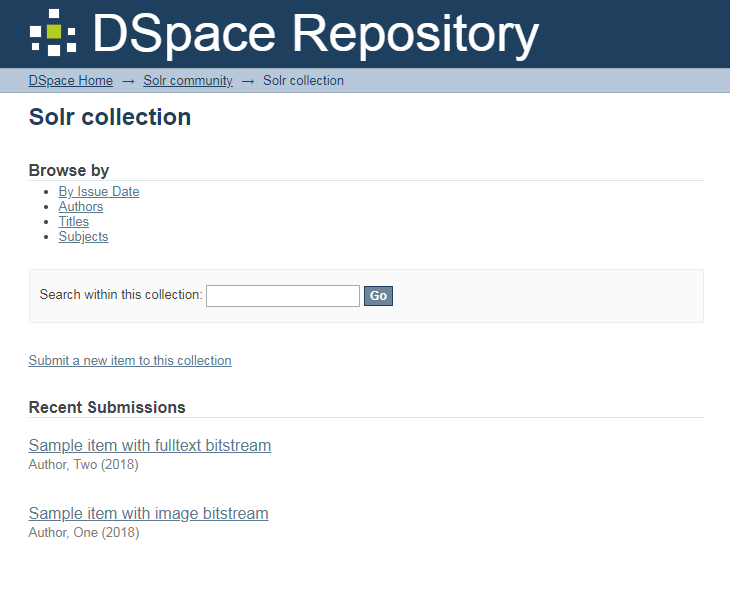 DSpace Repository
DSpace Home → Solr community → Solr collection
Solr collection
Browse by
By Issue Date
Authors
Titles
Subjects
Search within this collection: Go
Submit a new item to this collection
Recent Submissions
Sample item with fulltext bitstream
Author, Two (2018)
Sample item with image bitstream
Author, One (2018)